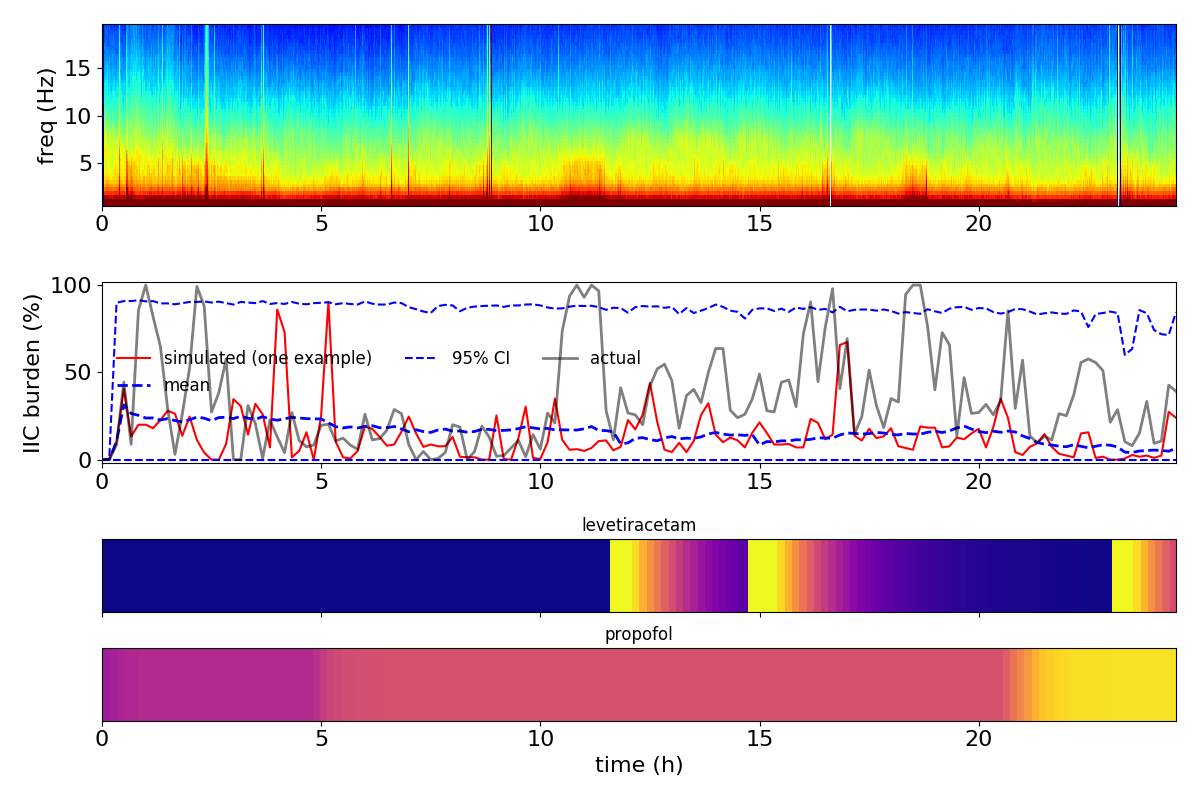 freq (Hz)
15
10
5
0 5 10 15 20
IIC burden (%)
100
50
0
simulated (one example) 95% CI actual
mean
0 5 10 15 20
levetiracetam
propofol
0 5 10 15 20
time (h)